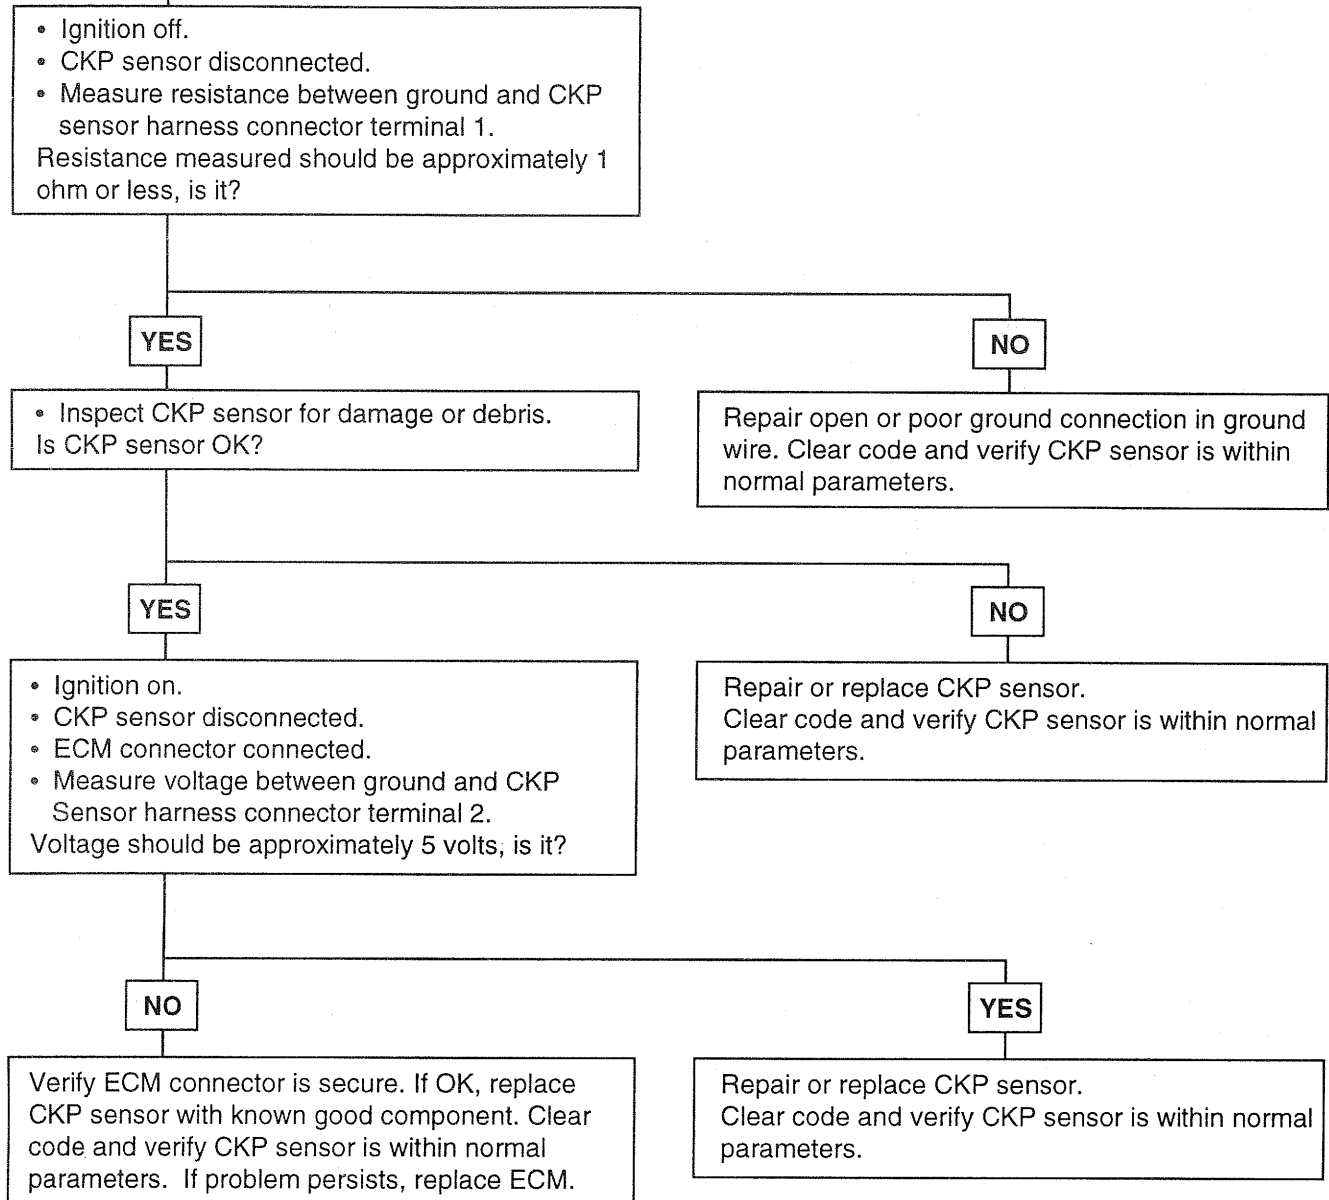 • Ignition off.
• CKP sensor disconnected.
• Measure resistance between ground and CKP
sensor harness connector terminal 1.
Resistance measured should be approximately 1
ohm or less, is it?
YES
NO
• Inspect CKP sensor for damage or debris.
Is CKP sensor OK?
Repair open or poor ground connection in ground
wire. Clear code and verify CKP sensor is within
normal parameters.
YES
NO
• Ignition on.
• CKP sensor disconnected.
• ECM connector connected.
• Measure voltage between ground and CKP
Sensor harness connector terminal 2.
Voltage should be approximately 5 volts, is it?
Repair or replace CKP sensor.
Clear code and verify CKP sensor is within normal
parameters.
NO
YES
Verify ECM connector is secure. If OK, replace
CKP sensor with known good component. Clear
code and verify CKP sensor is within normal
parameters. If problem persists, replace ECM.
Repair or replace CKP sensor.
Clear code and verify CKP sensor is within normal
parameters.